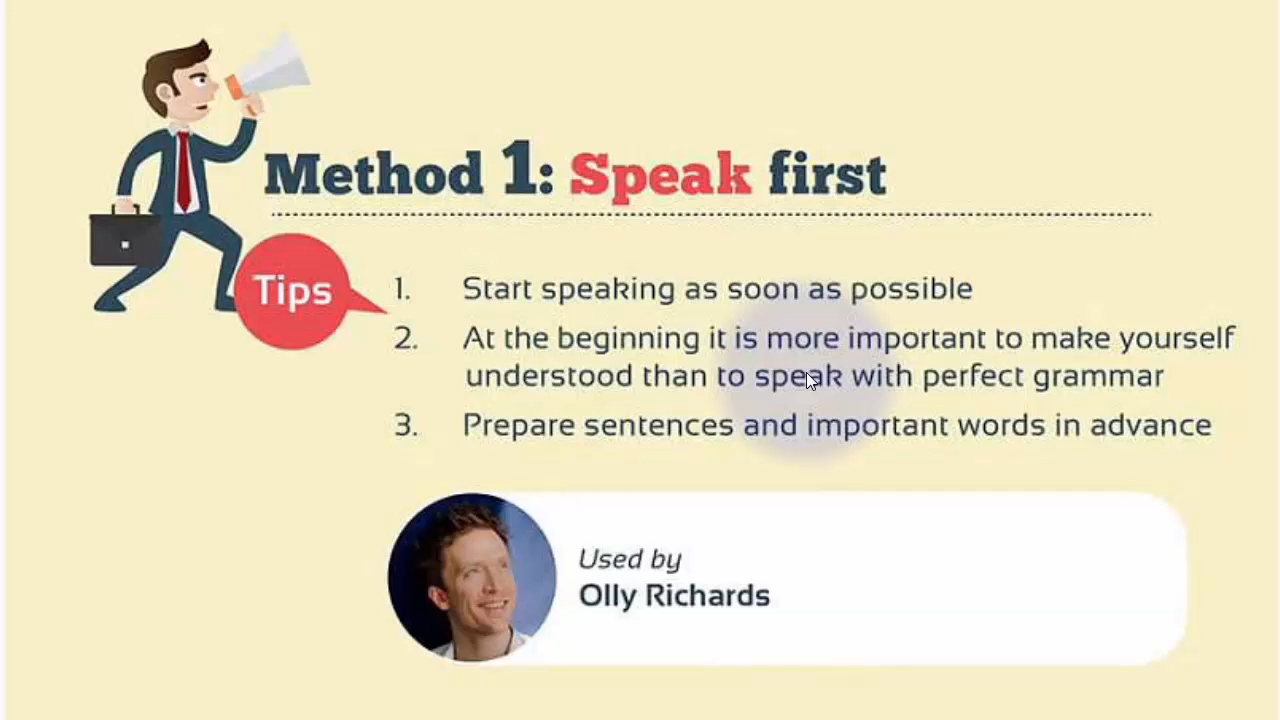 Method 1: Speak first
Tips
1. Start speaking as soon as possible
2. At the beginning it is more important to make yourself
understood than to speak with perfect grammar
3. Prepare sentences and important words in advance
Used by
Olly Richards